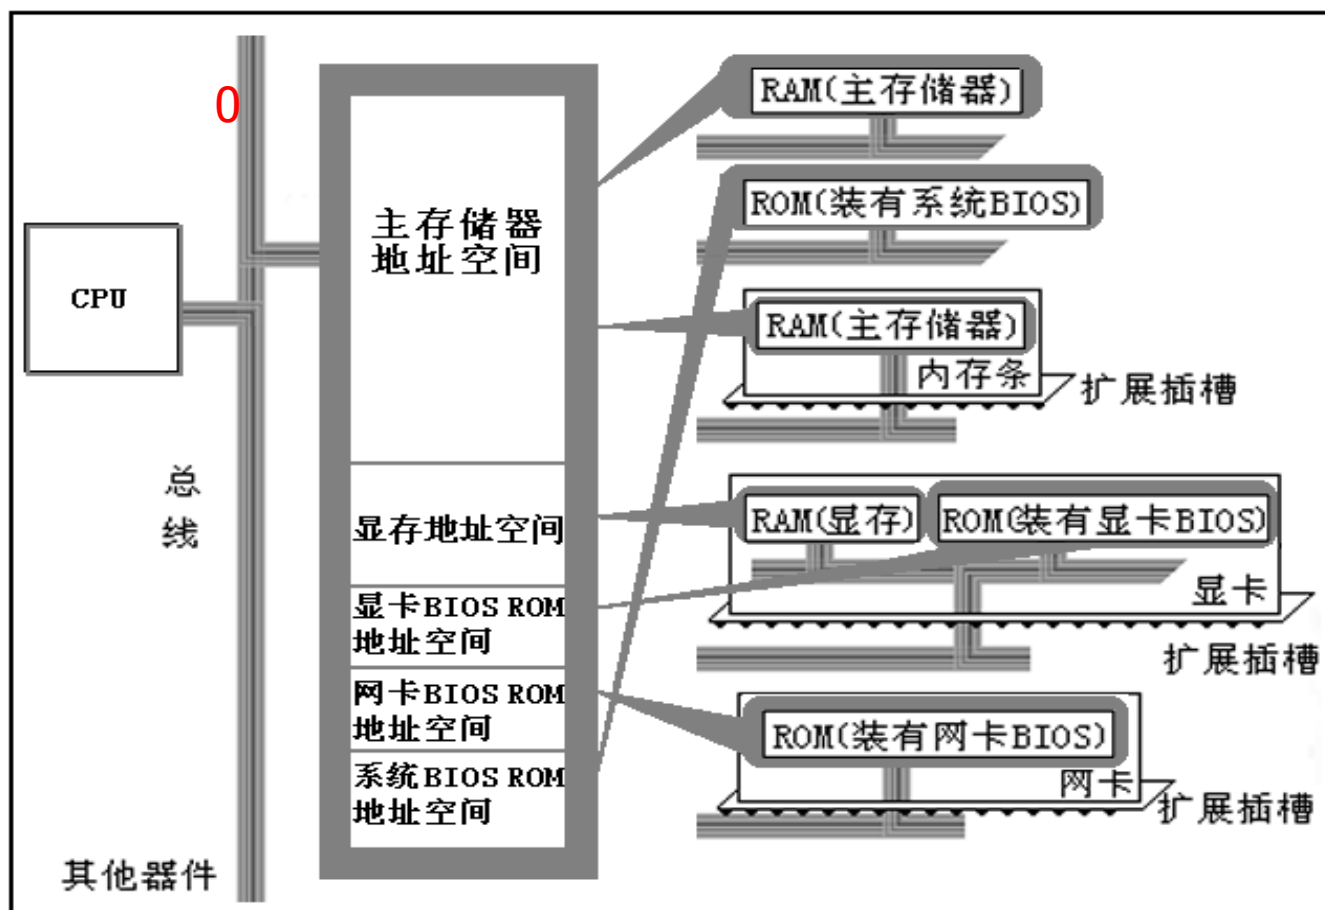 0
CPU
总
线
其他器件
主存储器
地址空间
显存地址空间
显卡BIOS ROM
地址空间
网卡BIOS ROM
地址空间
系统BIOS ROM
地址空间
RAM(主存储器)
ROM(装有系统BIOS)
RAM(主存储器)
内存条
扩展插槽
RAM(显存)
ROM(装有显卡BIOS)
显卡
扩展插槽
ROM(装有网卡BIOS)
网卡
扩展插槽